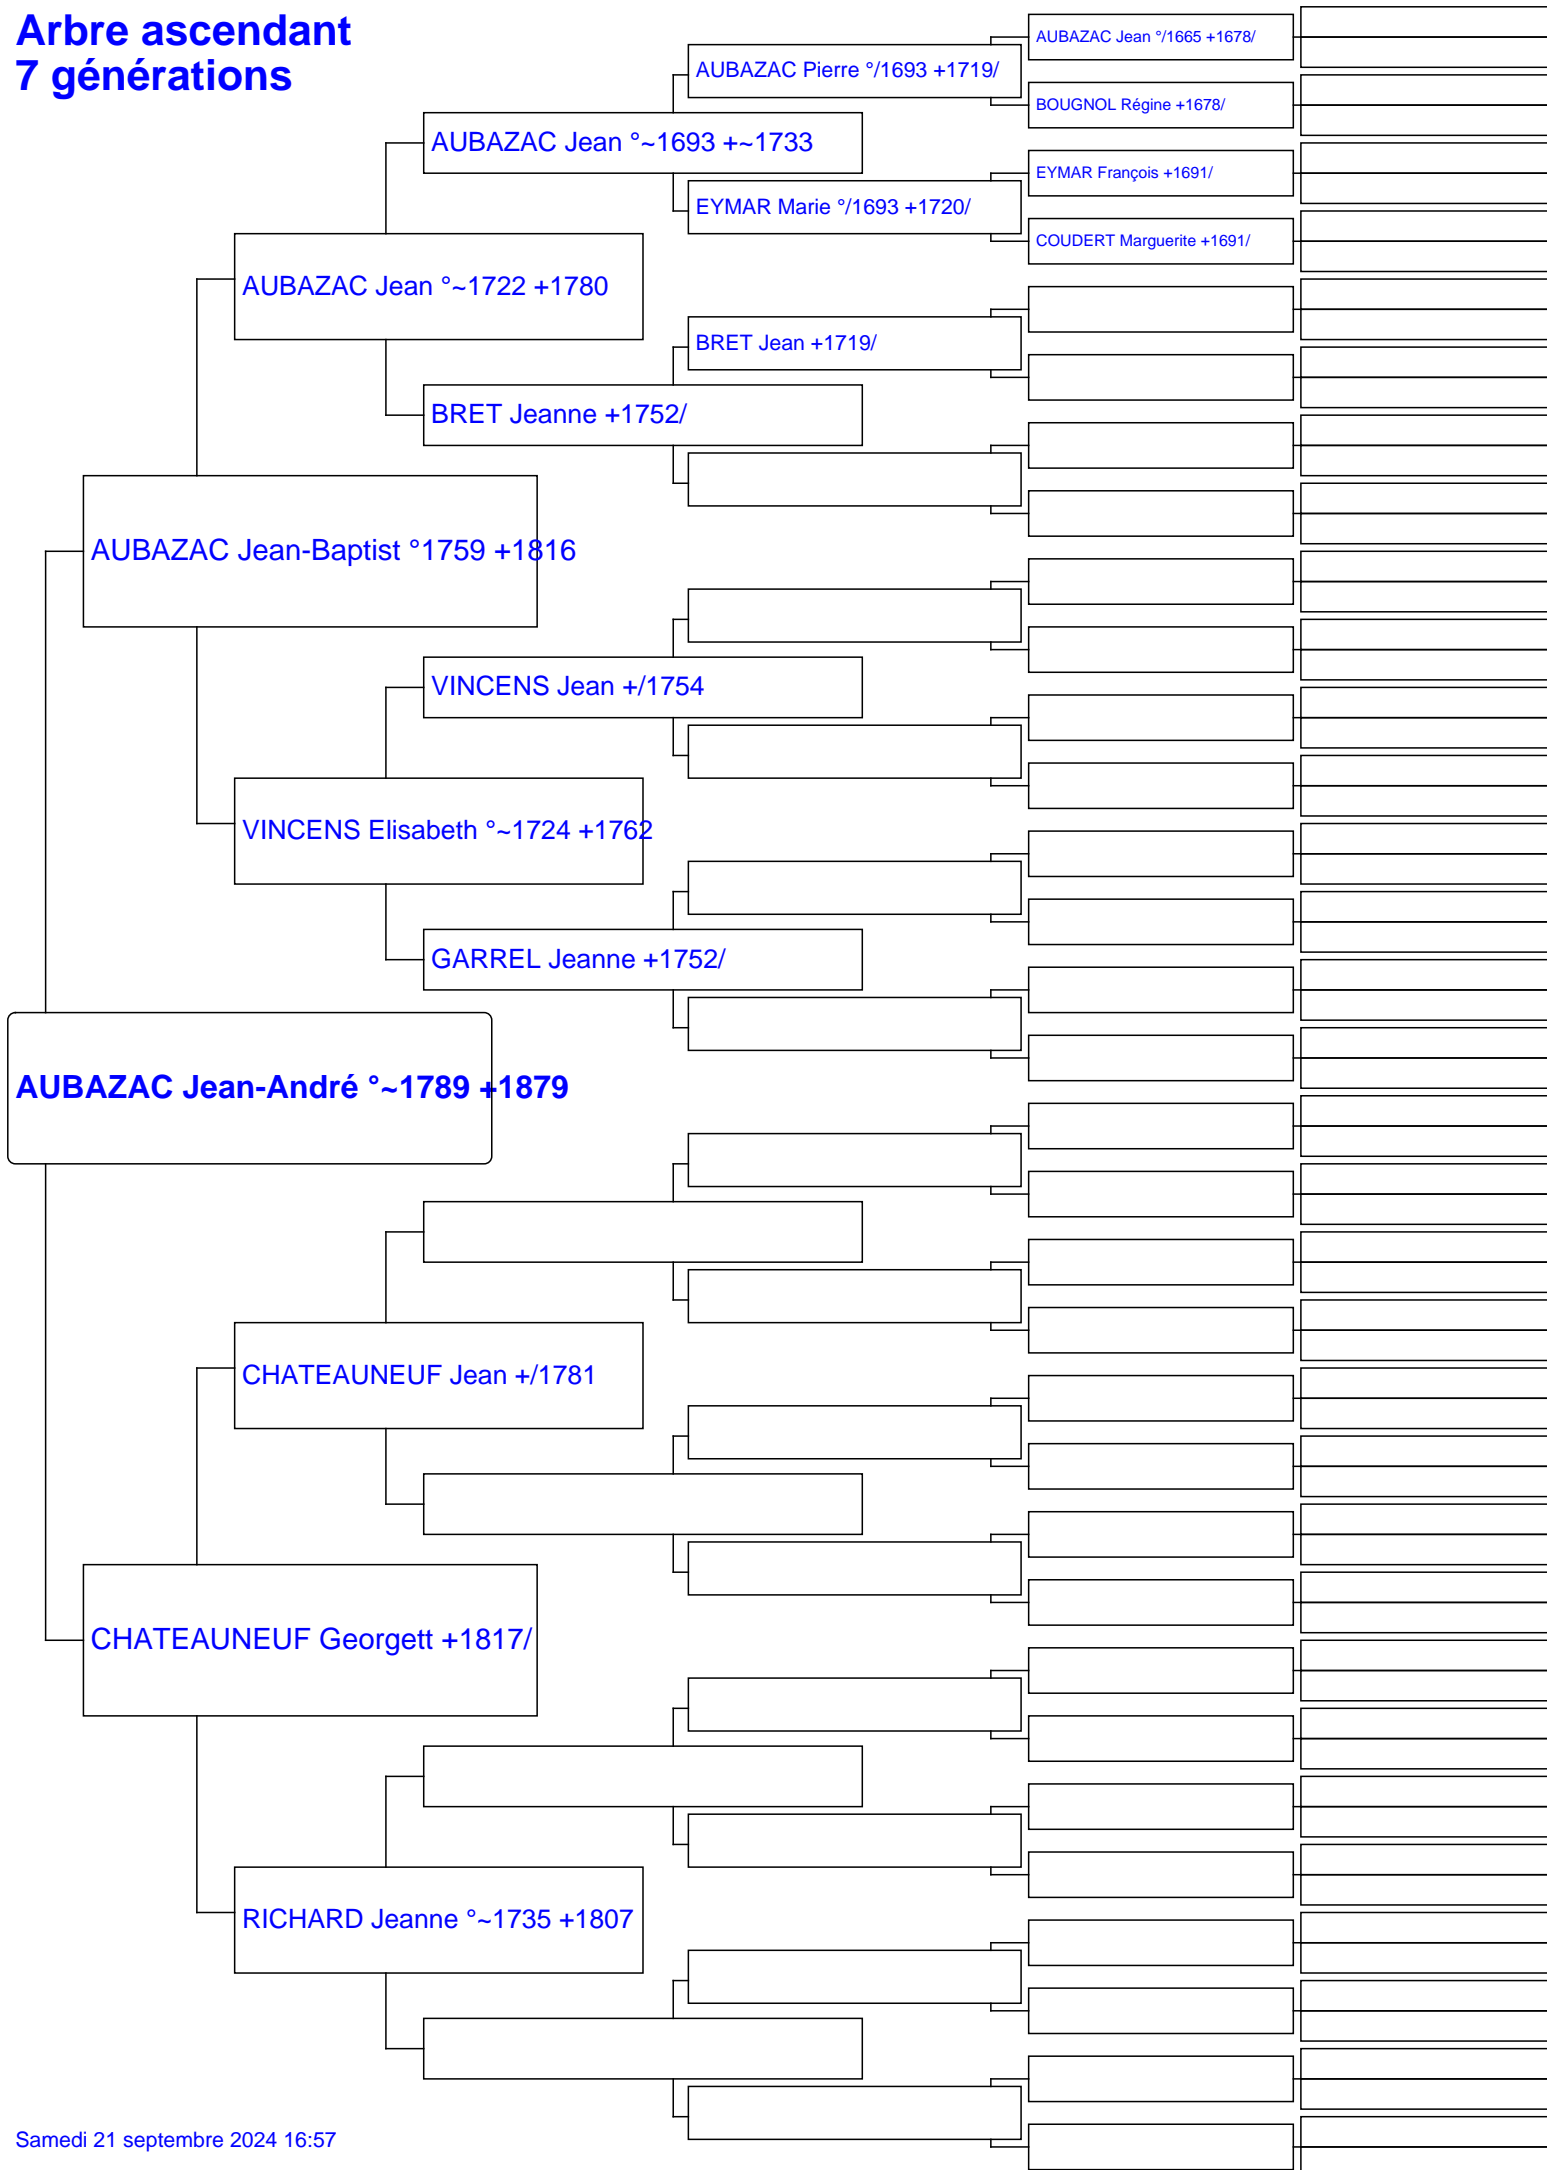 Arbre ascendant
7 générations
AUBAZAC Jean °/1665 +1678/
AUBAZAC Pierre °/1693 +1719/
BOUGNOL Régine +1678/
AUBAZAC Jean °~1693 +~1733
EYMAR François +1691/
EYMAR Marie °/1693 +1720/
COUDERT Marguerite +1691/
AUBAZAC Jean °~1722 +1780
BRET Jean +1719/
BRET Jeanne +1752/
AUBAZAC Jean-Baptist °1759 +1816
VINCENS Jean +/1754
VINCENS Elisabeth °~1724 +1762
GARREL Jeanne +1752/
AUBAZAC Jean-André °~1789 +1879
CHATEAUNEUF Jean +/1781
CHATEAUNEUF Georgett +1817/
RICHARD Jeanne °~1735 +1807
Samedi 21 septembre 2024 16:57